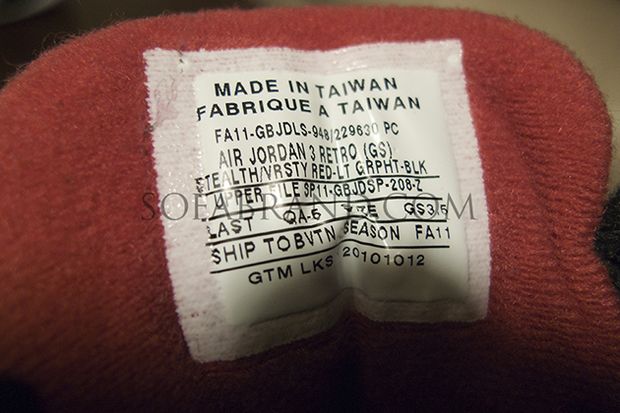 MADE IN TAIWAN
FABRIQUE A TAIWAN
FA11-GBJDLS-948/229630 PC
AIR JORDAN 3 RETRO (GS)
STEALTH/VRSTY RED-LT GRPHT-BLK
UPPER FILE SP11-GBJDSP-208-Z
SOLEABRAND.COM
LAST QA-6 SIZE GS3.5
SHIP TOBVTN SEASON FA11
GTM LKS 20101012